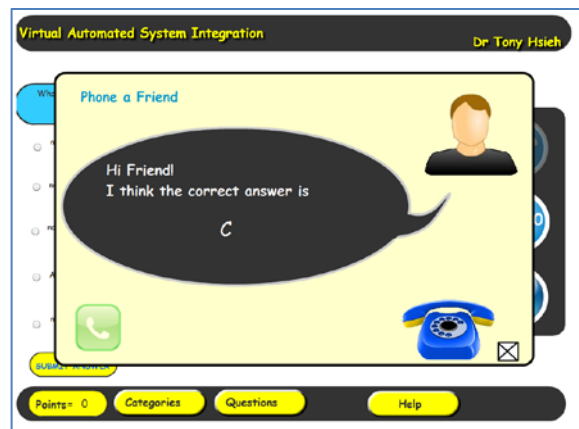 Virtual Automated System Integration
Dr Tony Hsieh
Phone a Friend
Hi Friend!
I think the correct answer is
C
Points= 0
Categories
Questions
Help